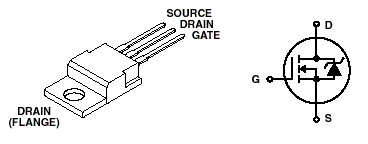 SOURCE
DRAIN
GATE
DRAIN
(FLANGE)
D
G
S